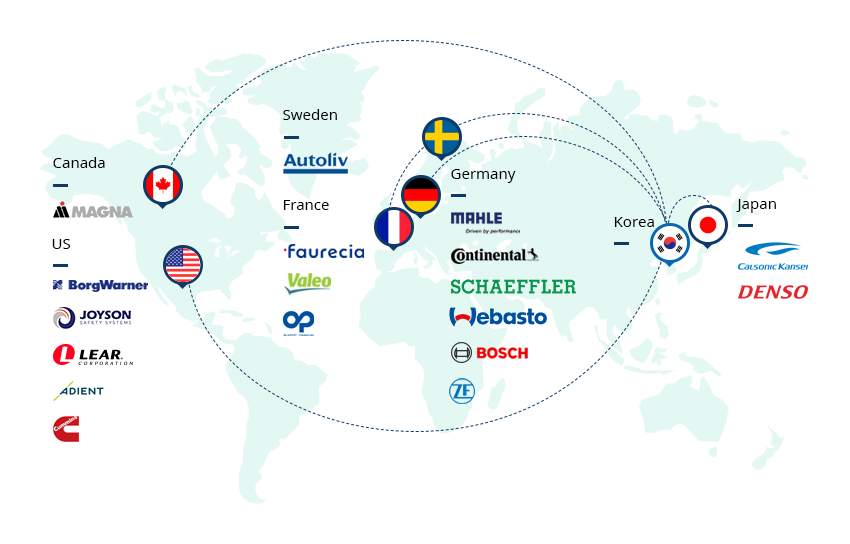 Canada
MAGNA
US
BorgWarner
JOYSON
SAFETY SYSTEMS
LEAR
CORPORATION
ADIENT
Cummins
Sweden
Autoliv
France
faurecia
Valeo
OP
Germany
MAHLE
Driven by performance
Continental
SCHAEFFLER
Webasto
BOSCH
ZF
Korea
Japan
Calsonic Kansei
DENSO